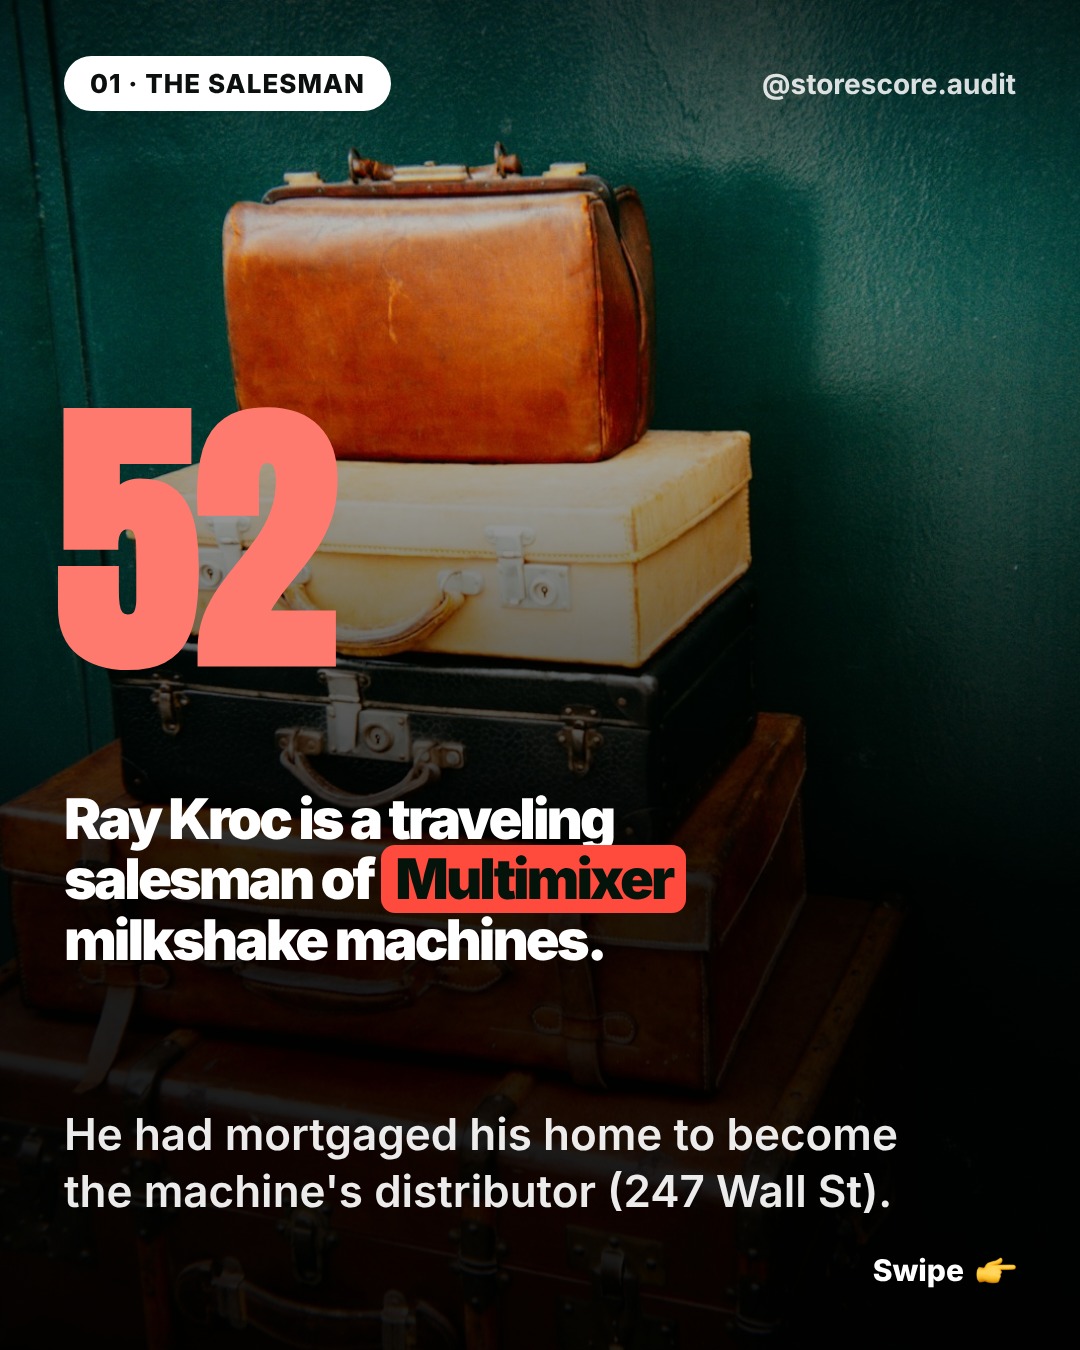 01 · THE SALESMAN
@storescore.audit
52
Ray Kroc is a traveling
salesman of Multimixer
milkshake machines.
He had mortgaged his home to become
the machine's distributor (247 Wall St).
Swipe 👉